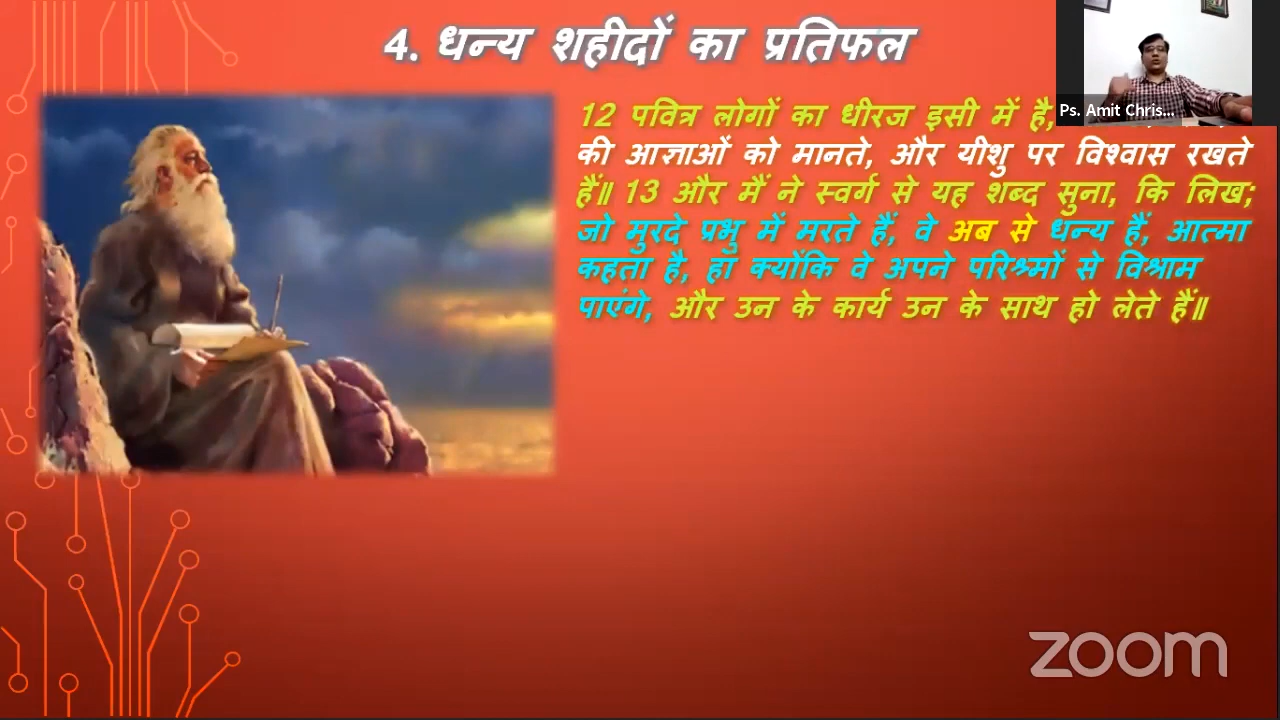 4. धन्य शहीदों का प्रतिफल
Ps. Amit Chris...
12 पवित्र लोगों का धीरज इसी में है,
की आज्ञाओं को मानते, और यीशु पर विश्वास रखते
हैं॥ 13 और मैं ने स्वर्ग से यह शब्द सुना, कि लिख;
जो मुरदे प्रभु में मरते हैं, वे अब से धन्य हैं, आत्मा
कहता है, हां क्योंकि वे अपने परिश्र्मों से विश्राम
पाएंगे, और उन के कार्य उन के साथ हो लेते हैं॥
zoom